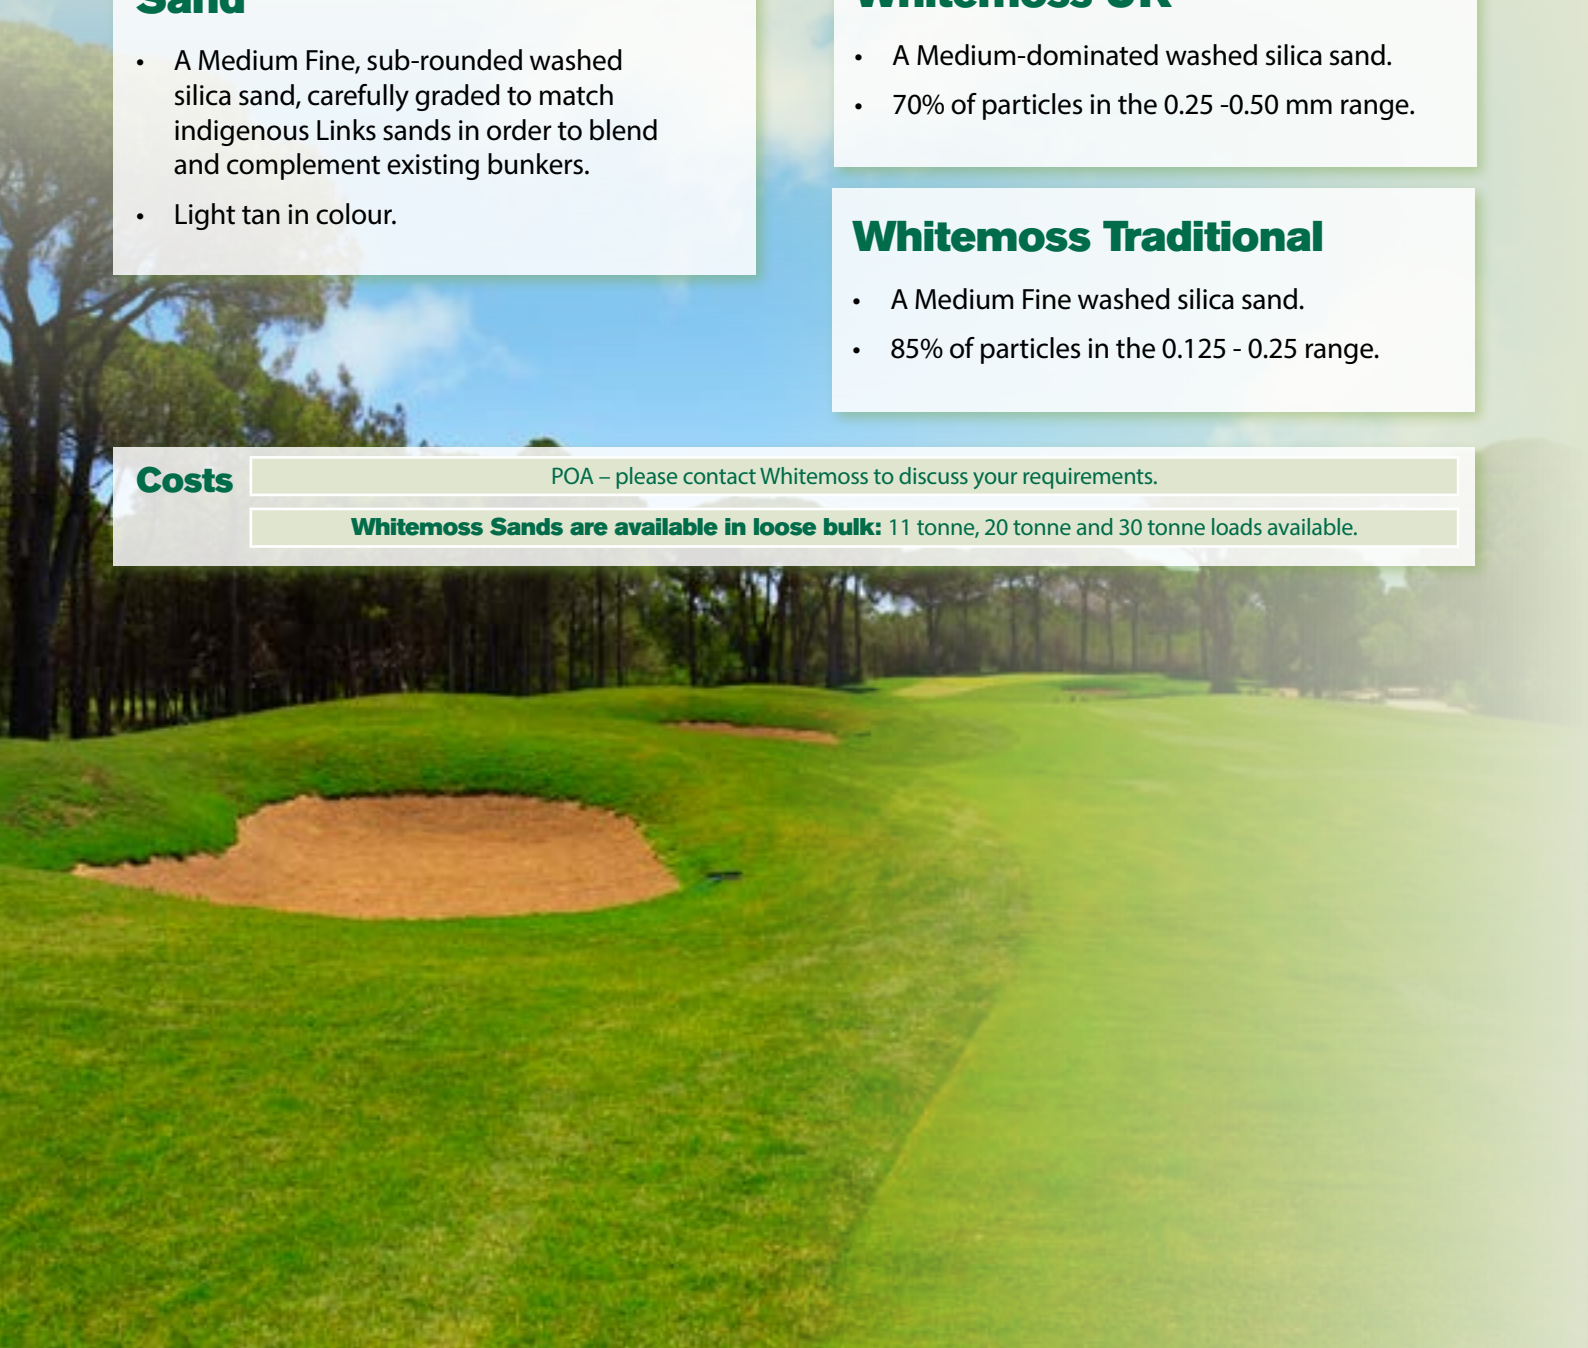 Sand
• A Medium Fine, sub-rounded washed
silica sand, carefully graded to match
indigenous Links sands in order to blend
and complement existing bunkers.
• Light tan in colour.
Whitemoss UK
• A Medium-dominated washed silica sand.
• 70% of particles in the 0.25 -0.50 mm range.
Whitemoss Traditional
• A Medium Fine washed silica sand.
• 85% of particles in the 0.125 - 0.25 range.
Costs
POA – please contact Whitemoss to discuss your requirements.
Whitemoss Sands are available in loose bulk: 11 tonne, 20 tonne and 30 tonne loads available.